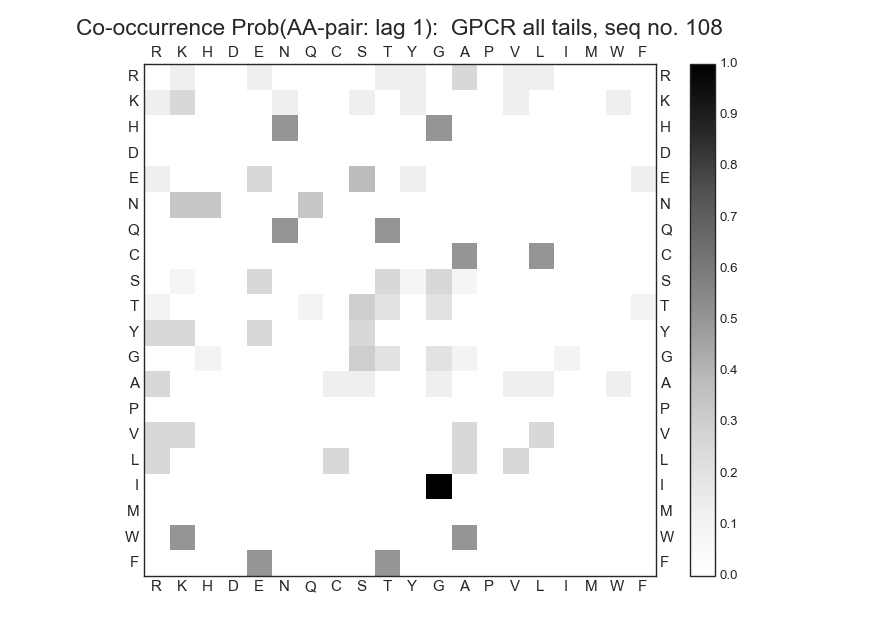 Co-occurrence Prob(AA-pair: lag 1):  GPCR all tails, seq no. 108
R K H D E N Q C S T Y G A P V L I M W F
R R
K K
H H
D D
E E
N N
Q Q
C C
S S
T T
Y Y
G G
A A
P P
V V
L L
I I
M M
W W
F F
R K H D E N Q C S T Y G A P V L I M W F
1.0
0.9
0.8
0.7
0.6
0.5
0.4
0.3
0.2
0.1
0.0